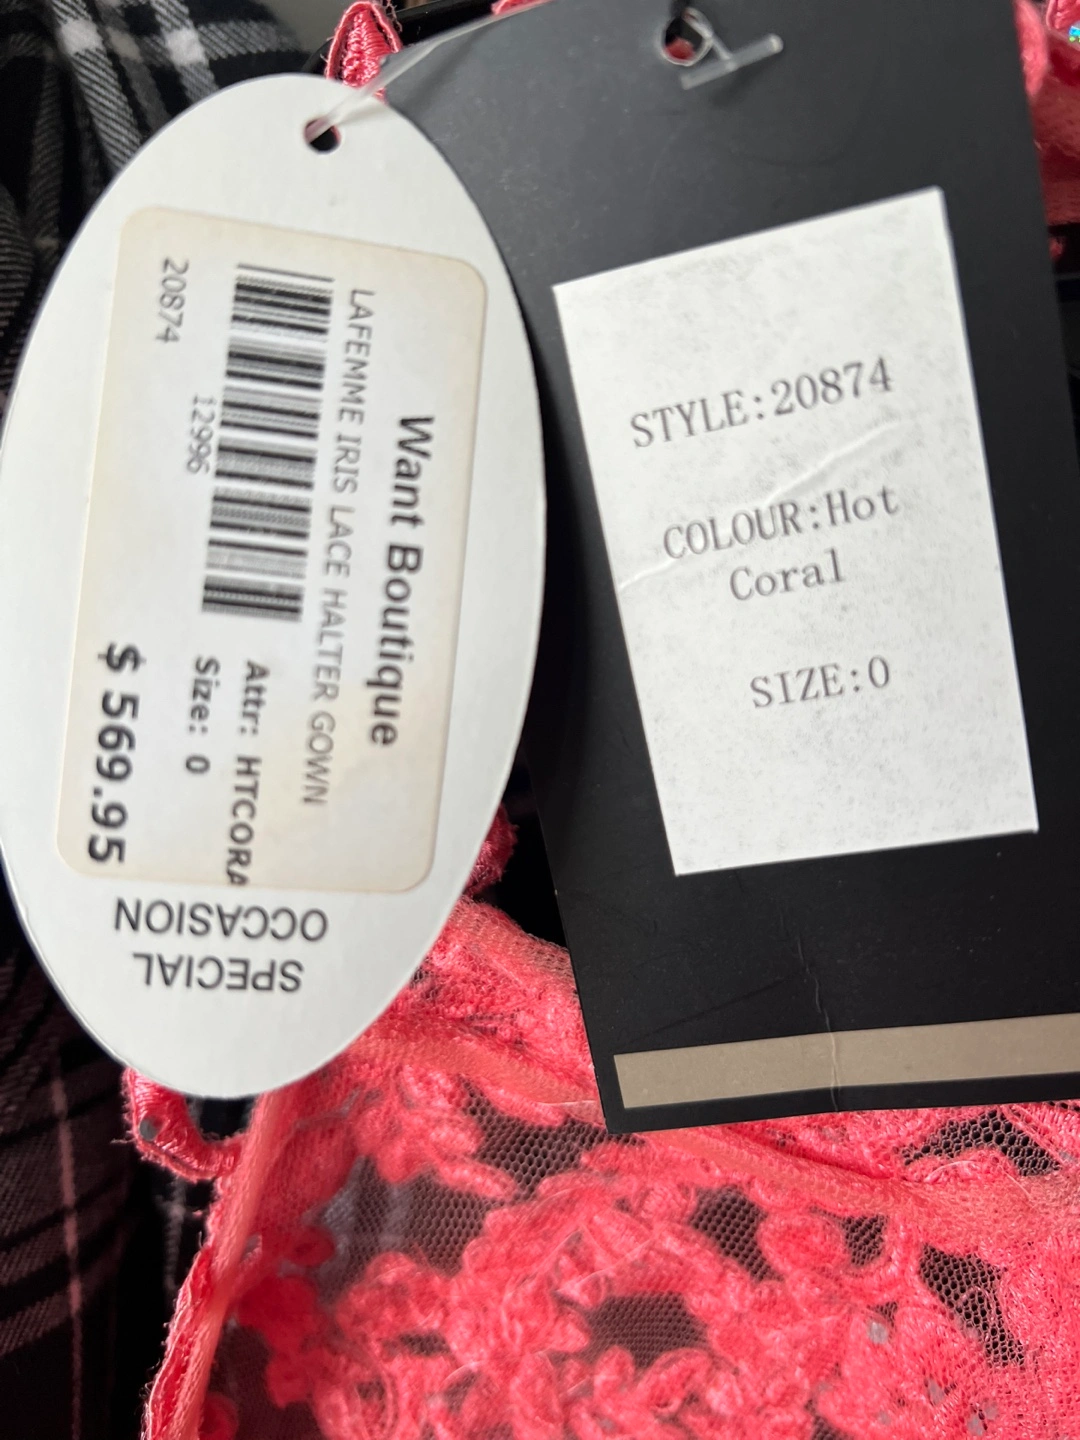 Want Boutique
LAFEMME IRIS LACE HALTER GOWN
Attr: HTCORA
12996
Size: 0
20874
$ 569.95
SPECIAL
OCCASION
STYLE:20874
COLOUR:Hot
Coral
SIZE:0